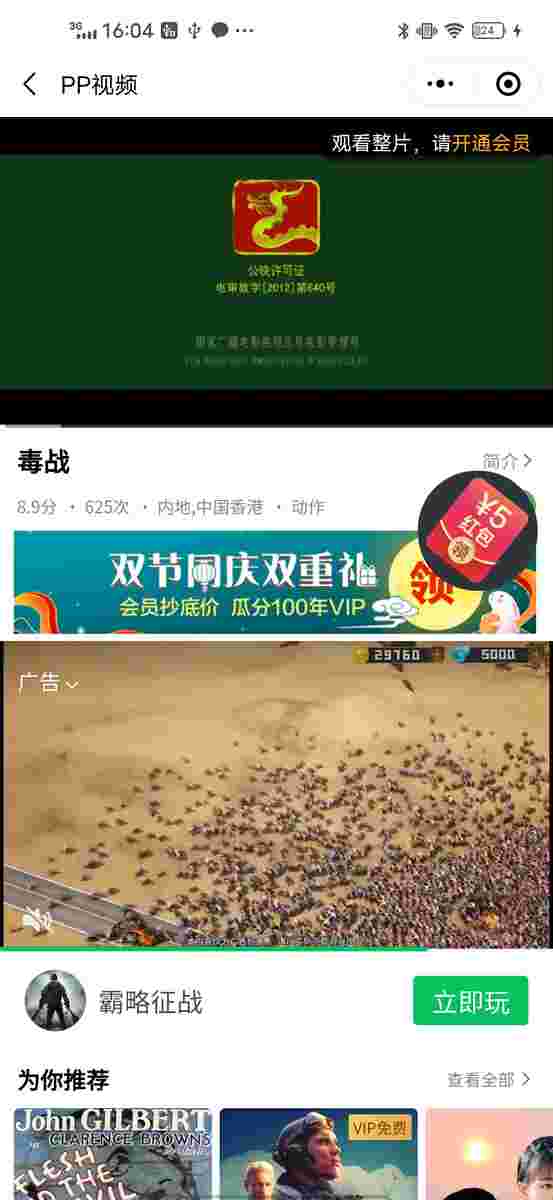 3G 16:04 24
PP视频
观看整片，请开通会员
公映许可证
电审数字[2012]第640号
毒战
简介
8.9分 · 625次 · 内地,中国香港 · 动作
¥5
红包
领
双节同庆双重礼
会员抄底价 瓜分100年VIP
领
29760 5000
广告
霸略征战
立即玩
为你推荐
查看全部
John GILBERT
CLARENCE BROWN'S
FLESH
VIP免费